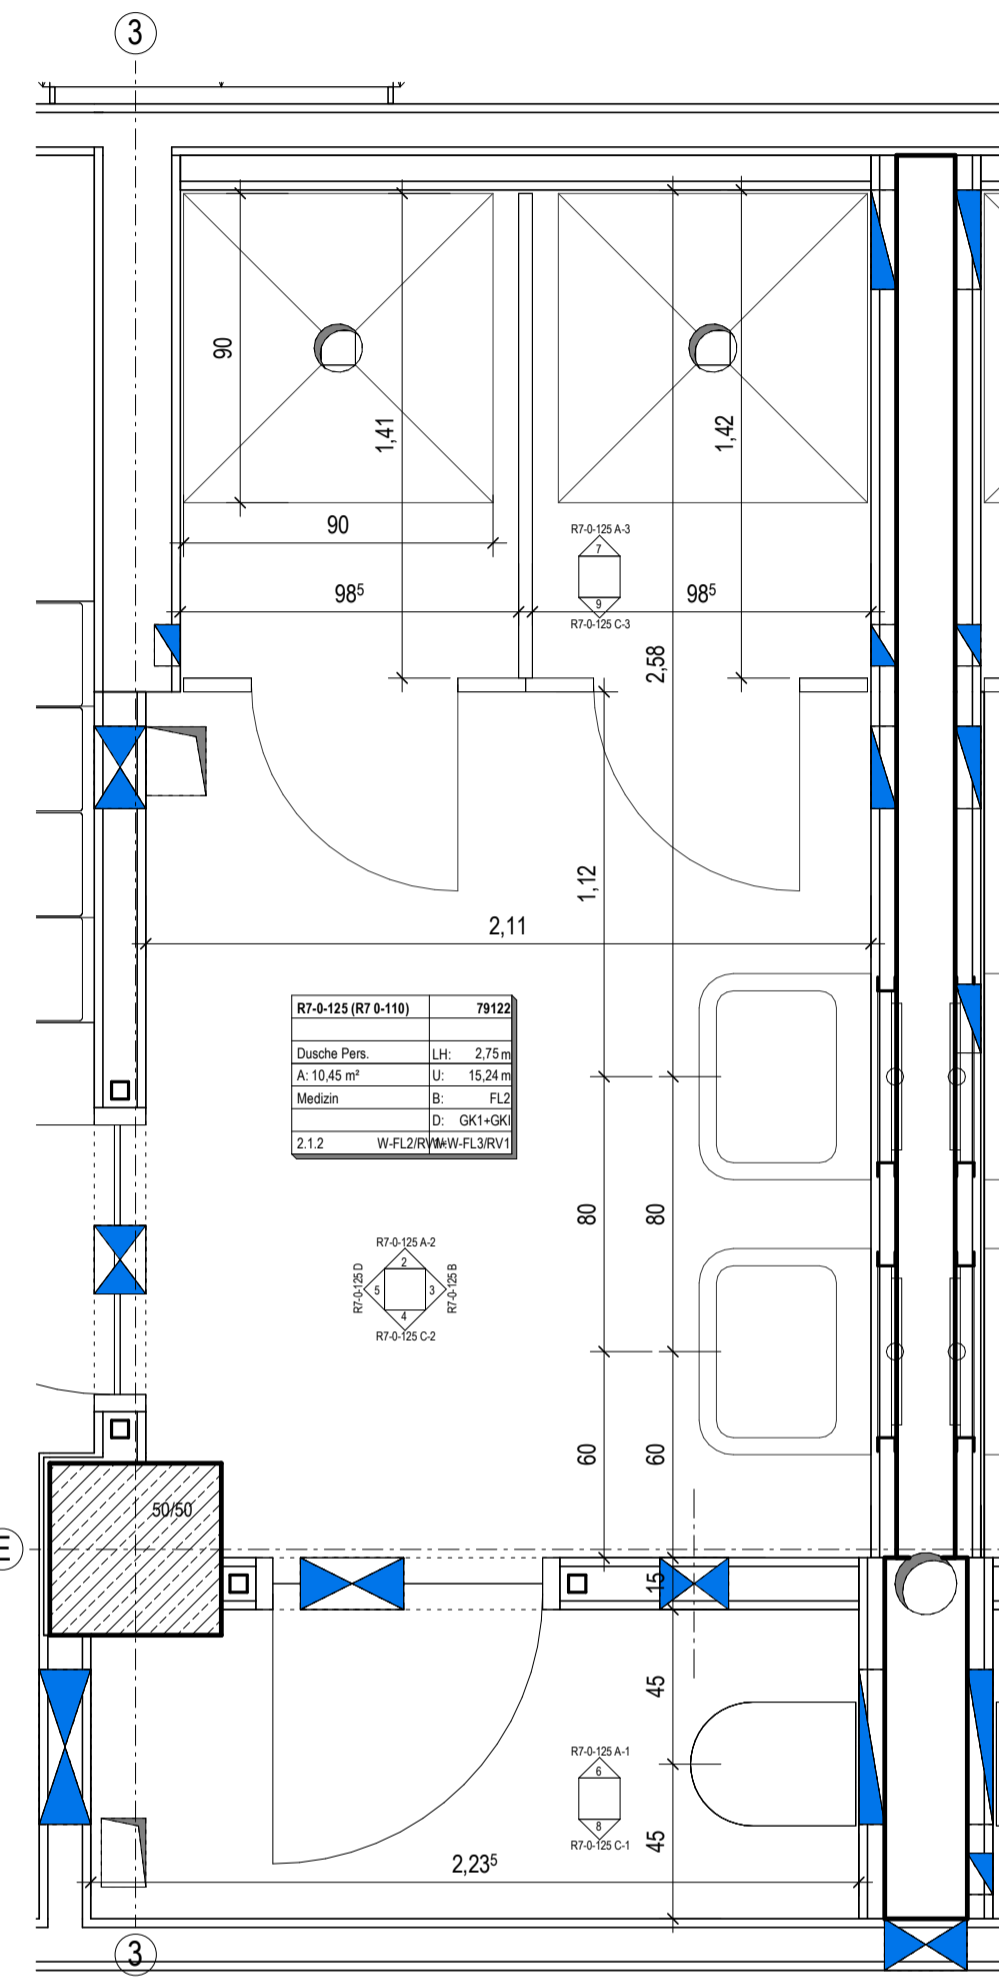 3
90
1,41
1,42
90
R7-0-125 A-3
7
9
R7-0-125 C-3
98⁵
98⁵
2,58
1,12
2,11
R7-0-125 (R7 0-110) 79122
Dusche Pers. LH: 2,75 m
A: 10,45 m² U: 15,24 m
Medizin B: FL2
D: GK1+GKI
2.1.2 W-FL2/RV1+W-FL3/RV1
80
80
R7-0-125 A-2
2
R7-0-125 D
5
3
R7-0-125 B
4
R7-0-125 C-2
60
60
50/50
E
15
45
R7-0-125 A-1
6
8
R7-0-125 C-1
45
2,23⁵
3